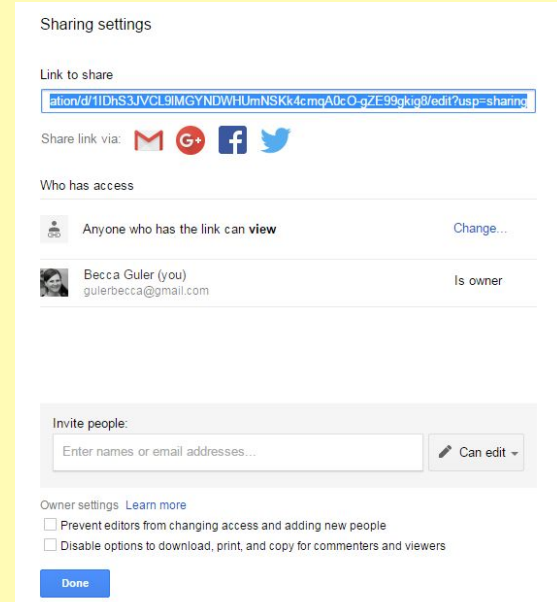 Sharing settings
Link to share
ation/d/1IDhS3JVCL9IMGYNDWHUmNSKk4cmqA0cO-gZE99gkig8/edit?usp=sharing
Share link via: G+ f
Who has access
Anyone who has the link can view Change...
Becca Guler (you) Is owner
gulerbecca@gmail.com
Invite people:
Enter names or email addresses... Can edit
Owner settings Learn more
Prevent editors from changing access and adding new people
Disable options to download, print, and copy for commenters and viewers
Done